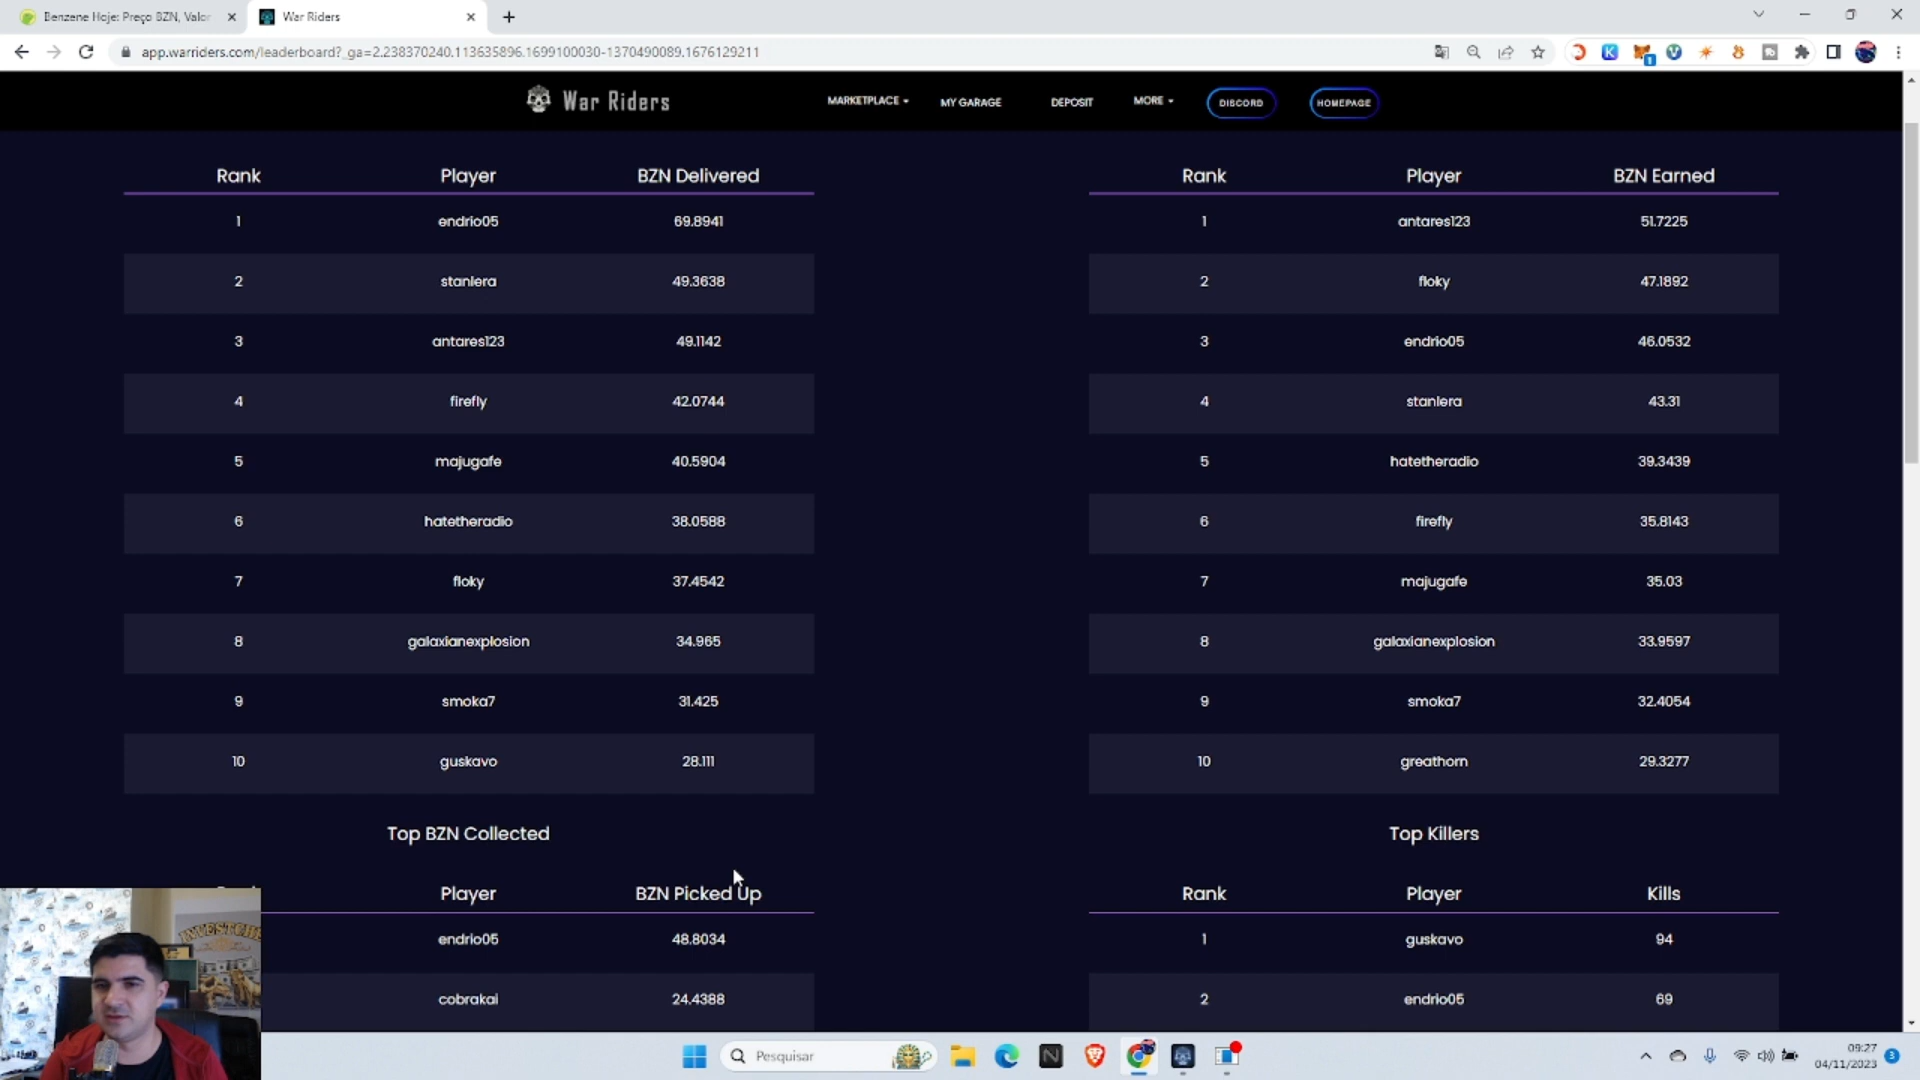 Benzene Hoje: Preço BZN, Valor
War Riders
app.warriders.com/leaderboard?_ga=2.238370240.113635896.1699100030-1370490089.1676129211
War Riders
MARKETPLACE
MY GARAGE
DEPOSIT
MORE
DISCORD
HOMEPAGE
Rank Player BZN Delivered
1 endrio05 69.8941
2 stanlera 49.3638
3 antares123 49.1142
4 firefly 42.0744
5 majugafe 40.5904
6 hatetheradio 38.0588
7 floky 37.4542
8 galaxianexplosion 34.965
9 smoka7 31.425
10 guskavo 28.111
Rank Player BZN Earned
1 antares123 51.7225
2 floky 47.1892
3 endrio05 46.0532
4 stanlera 43.31
5 hatetheradio 39.3439
6 firefly 35.8143
7 majugafe 35.03
8 galaxianexplosion 33.9597
9 smoka7 32.4054
10 greathorn 29.3277
Top BZN Collected
Player BZN Picked Up
endrio05 48.8034
cobrakai 24.4388
Top Killers
Rank Player Kills
1 guskavo 94
2 endrio05 69
Pesquisar
09:27
04/11/2023
3